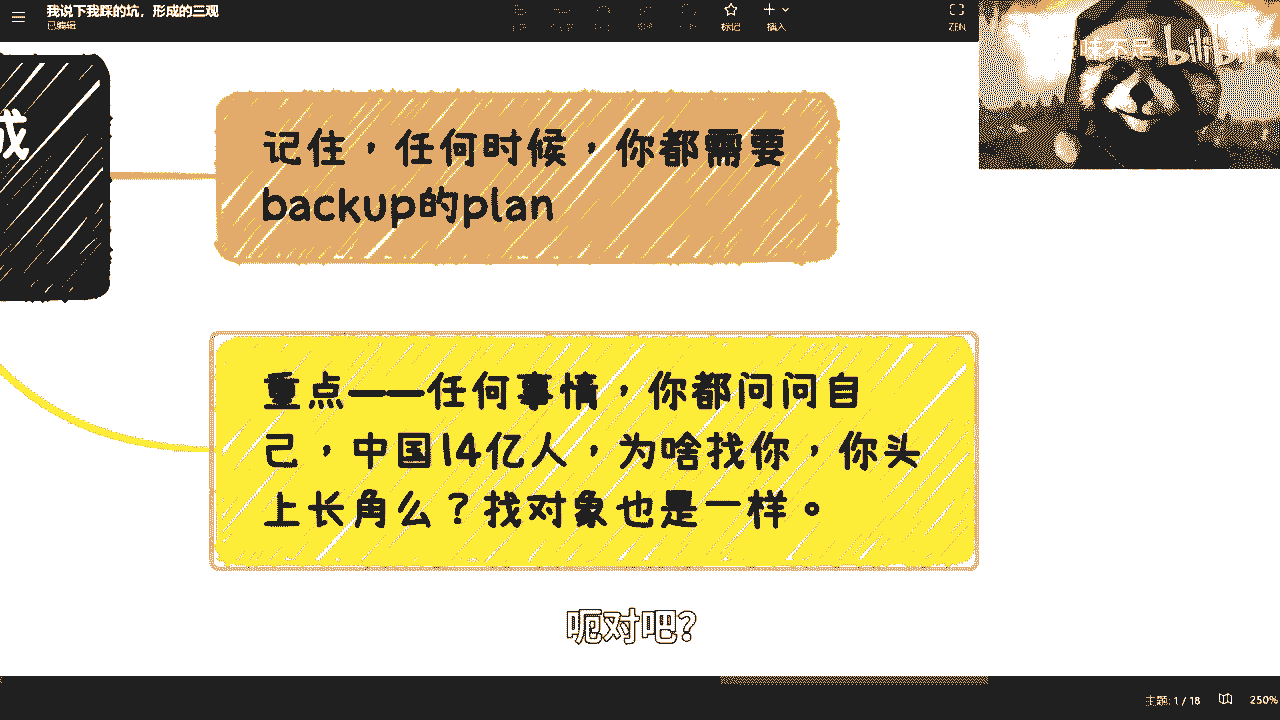 我说下我踩的坑，形成的三观
已编辑
标记
插入
ZEN
味不足 bilibili
成
记住，任何时候，你都需要
backup的plan
重点——任何事情，你都问问自
己，中国14亿人，为啥找你，你头
上长角么？找对象也是一样。
呃对吧?
主题: 1 / 18
250%